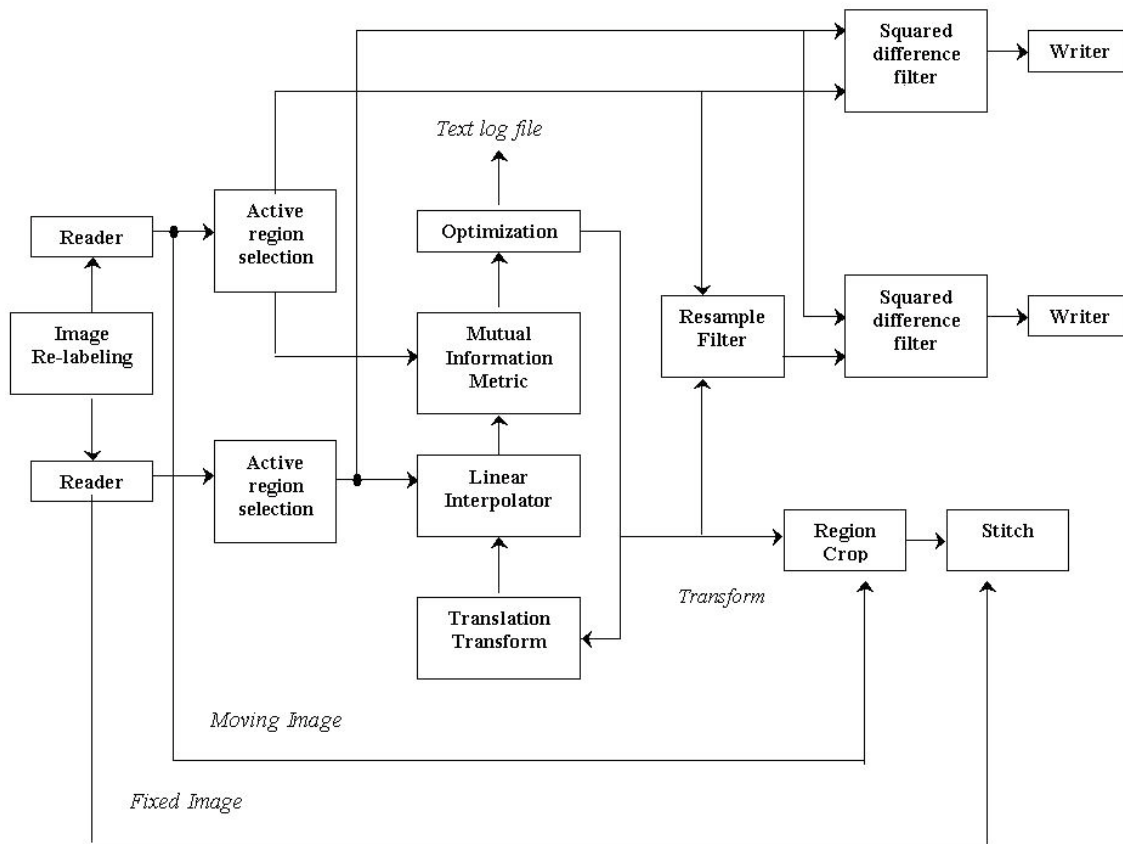 Squared
difference
filter
Writer
Text log file
Active
region
selection
Reader
Optimization
Image
Re-labeling
Mutual
Information
Metric
Resample
Filter
Squared
difference
filter
Writer
Reader
Active
region
selection
Linear
Interpolator
Region
Crop
Stitch
Translation
Transform
Transform
Moving Image
Fixed Image